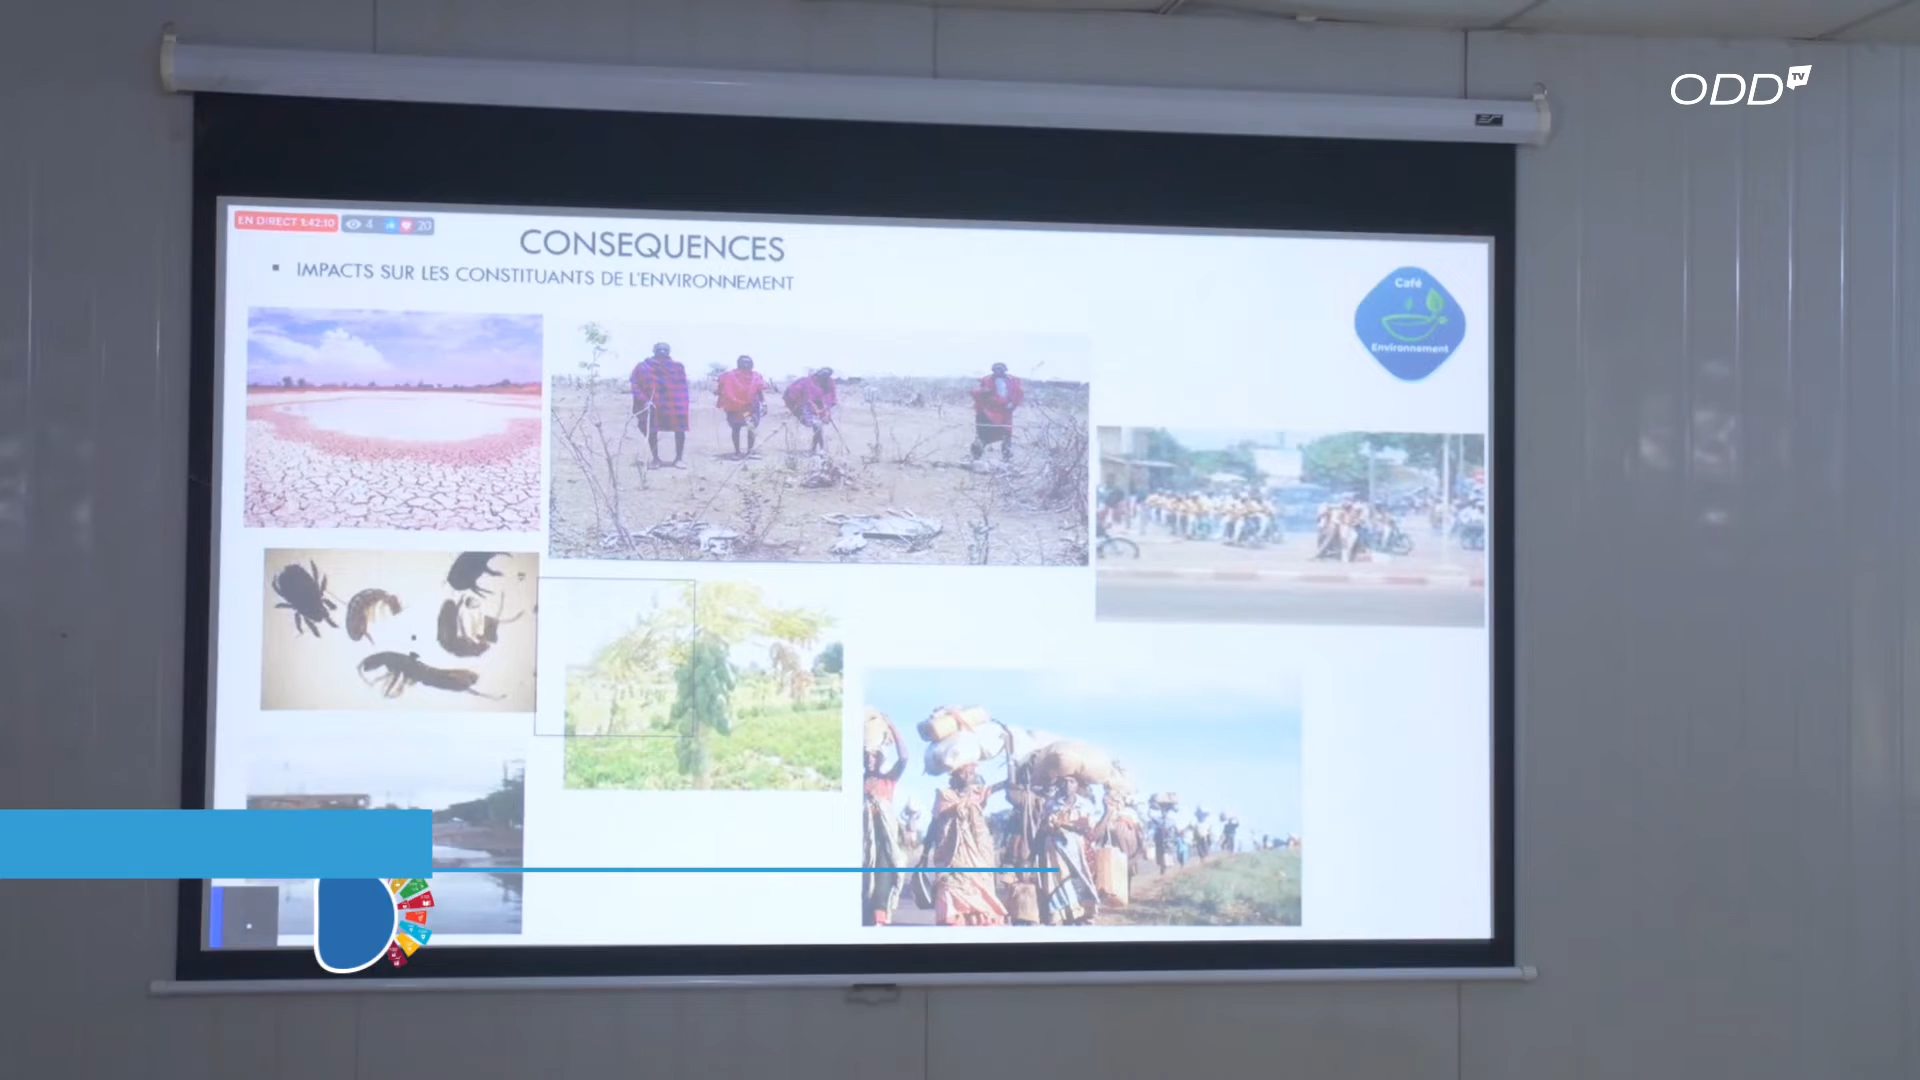 ODD TV
EN DIRECT 1:42:10 4 20
CONSEQUENCES
▪ IMPACTS SUR LES CONSTITUANTS DE L'ENVIRONNEMENT
Café
Environnement